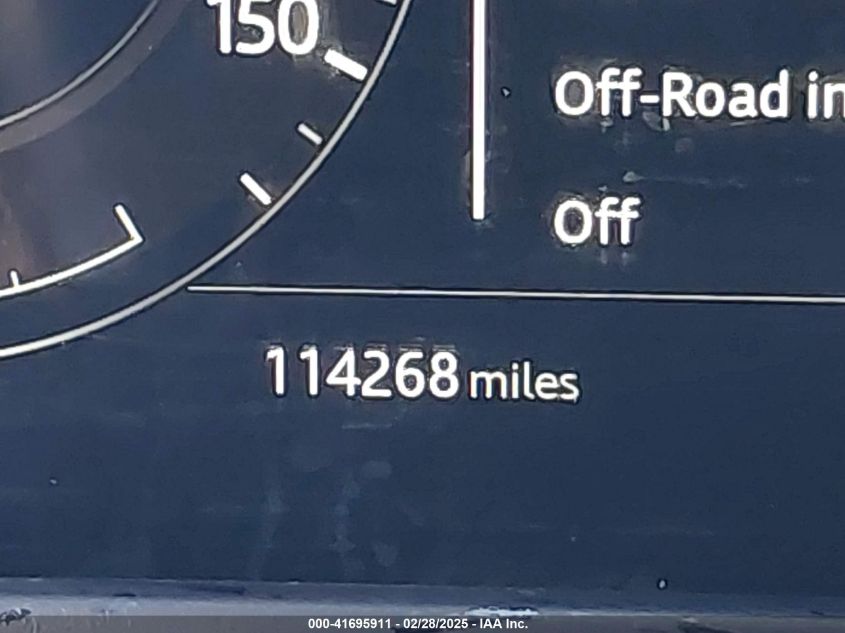 150
Off-Road in
Off
114268 miles
000-41695911 - 02/28/2025 - IAA Inc.